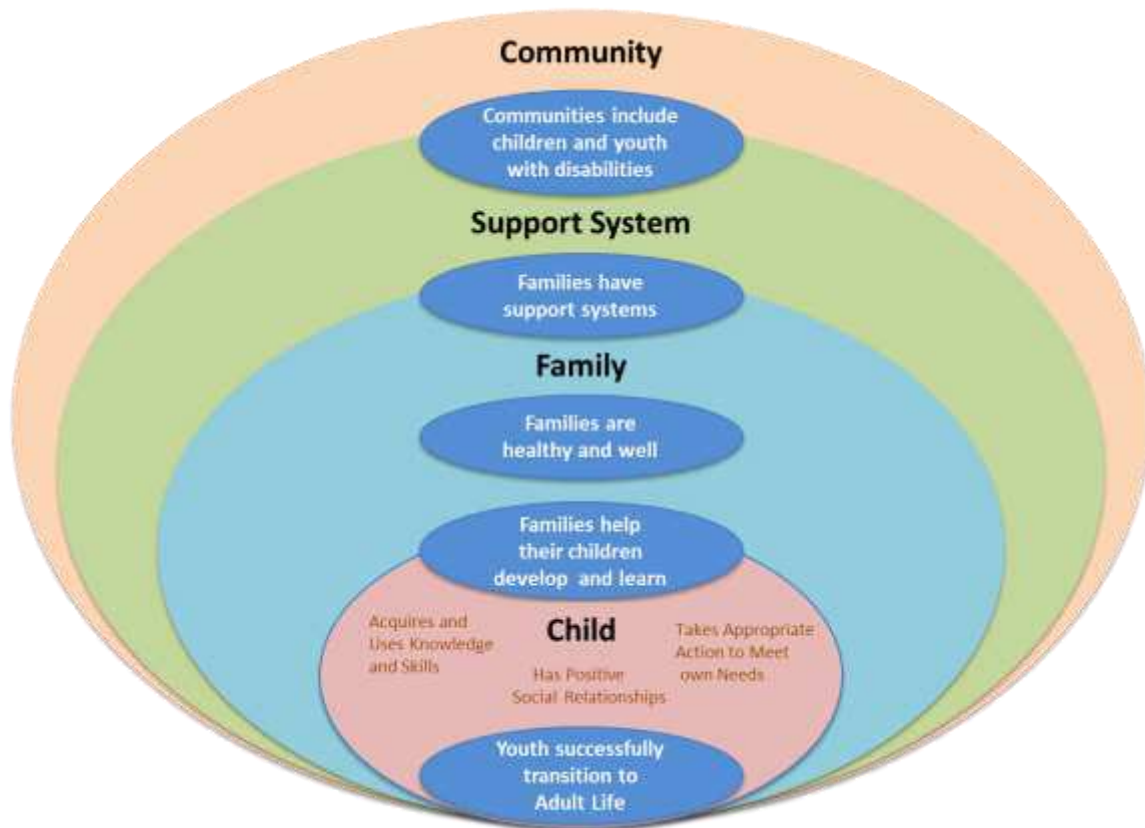 Community
Communities include
children and youth
with disabilities
Support System
Families have
support systems
Family
Families are
healthy and well
Families help
their children
develop and learn
Child
Acquires and
Uses Knowledge
and Skills
Has Positive
Social Relationships
Takes Appropriate
Action to Meet
own Needs
Youth successfully
transition to
Adult Life